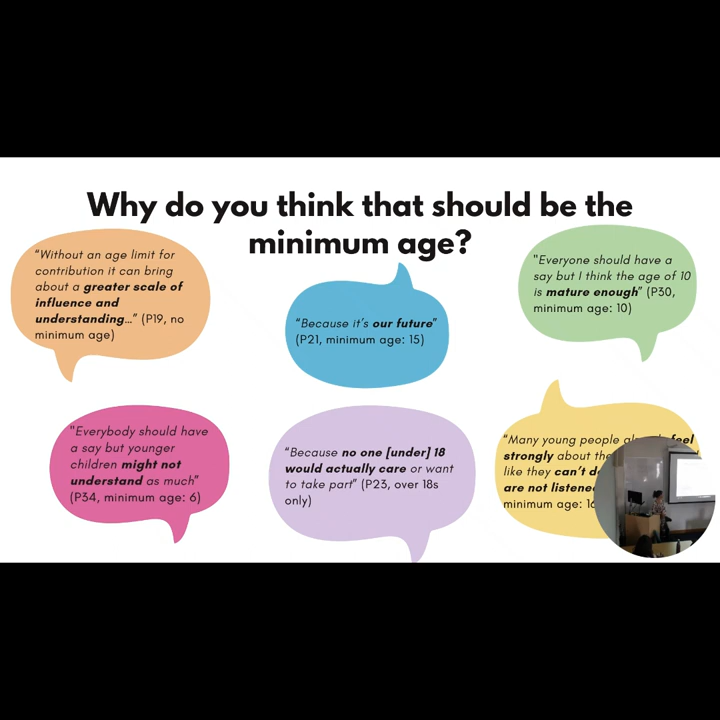 Why do you think that should be the
minimum age?
"Without an age limit for
contribution it can bring
about a greater scale of
influence and
understanding..." (P19, no
minimum age)
"Because it's our future"
(P21, minimum age: 15)
"Everyone should have a
say but I think the age of 10
is mature enough" (P30,
minimum age: 10)
"Everybody should have
a say but younger
children might not
understand as much"
(P34, minimum age: 6)
"Because no one [under] 18
would actually care or want
to take part" (P23, over 18s
only)
"Many young people feel
strongly about
like they can't
are not
minimum age: